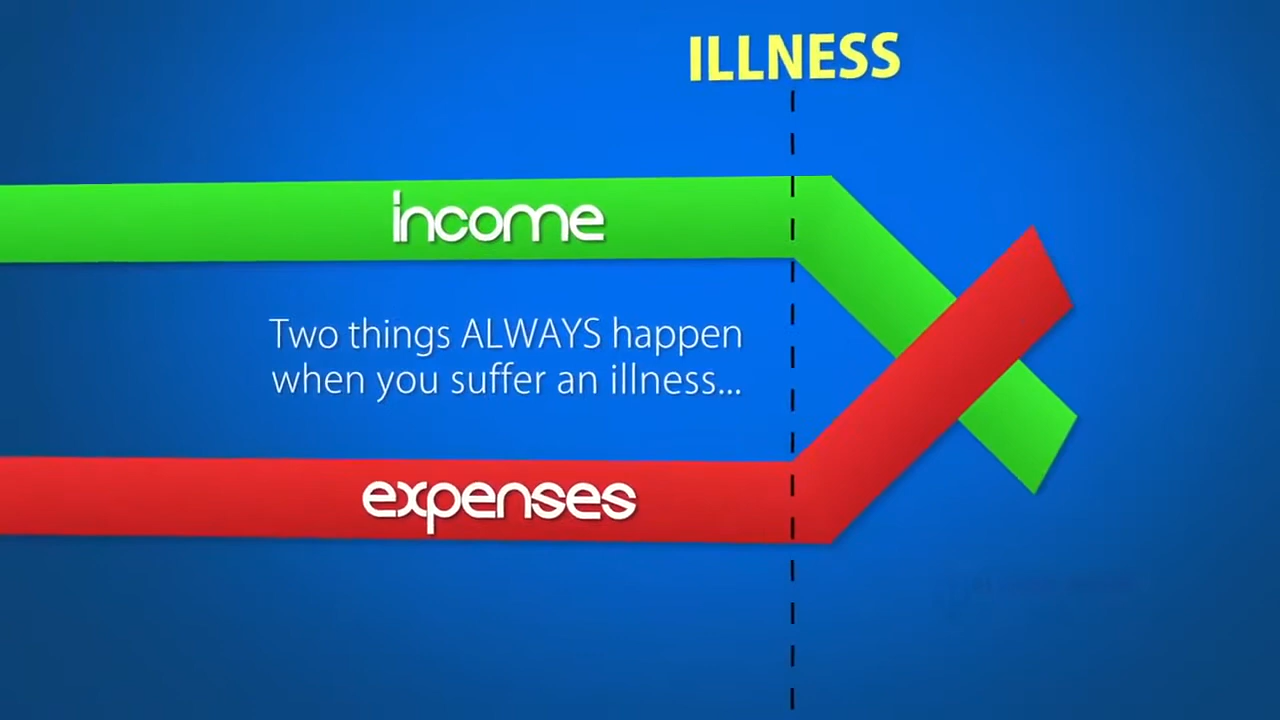 ILLNESS
income
Two things ALWAYS happen
when you suffer an illness...
expenses